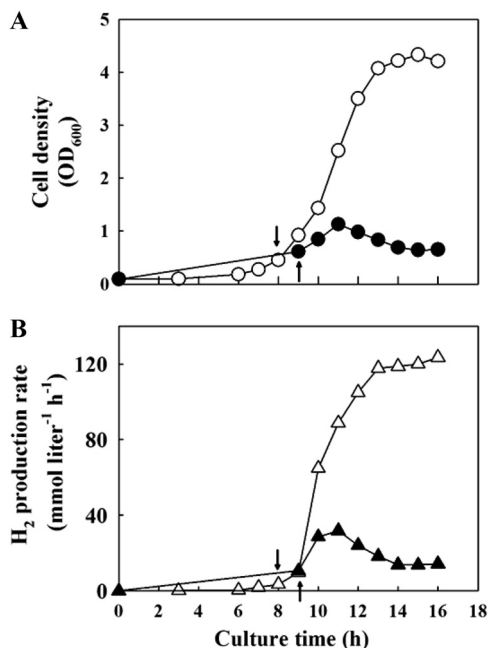 A
5
4
3
2
1
0
Cell density
(OD600)
B
120
80
40
0
H2 production rate
(mmol liter-1 h-1)
0 2 4 6 8 10 12 14 16 18
Culture time (h)